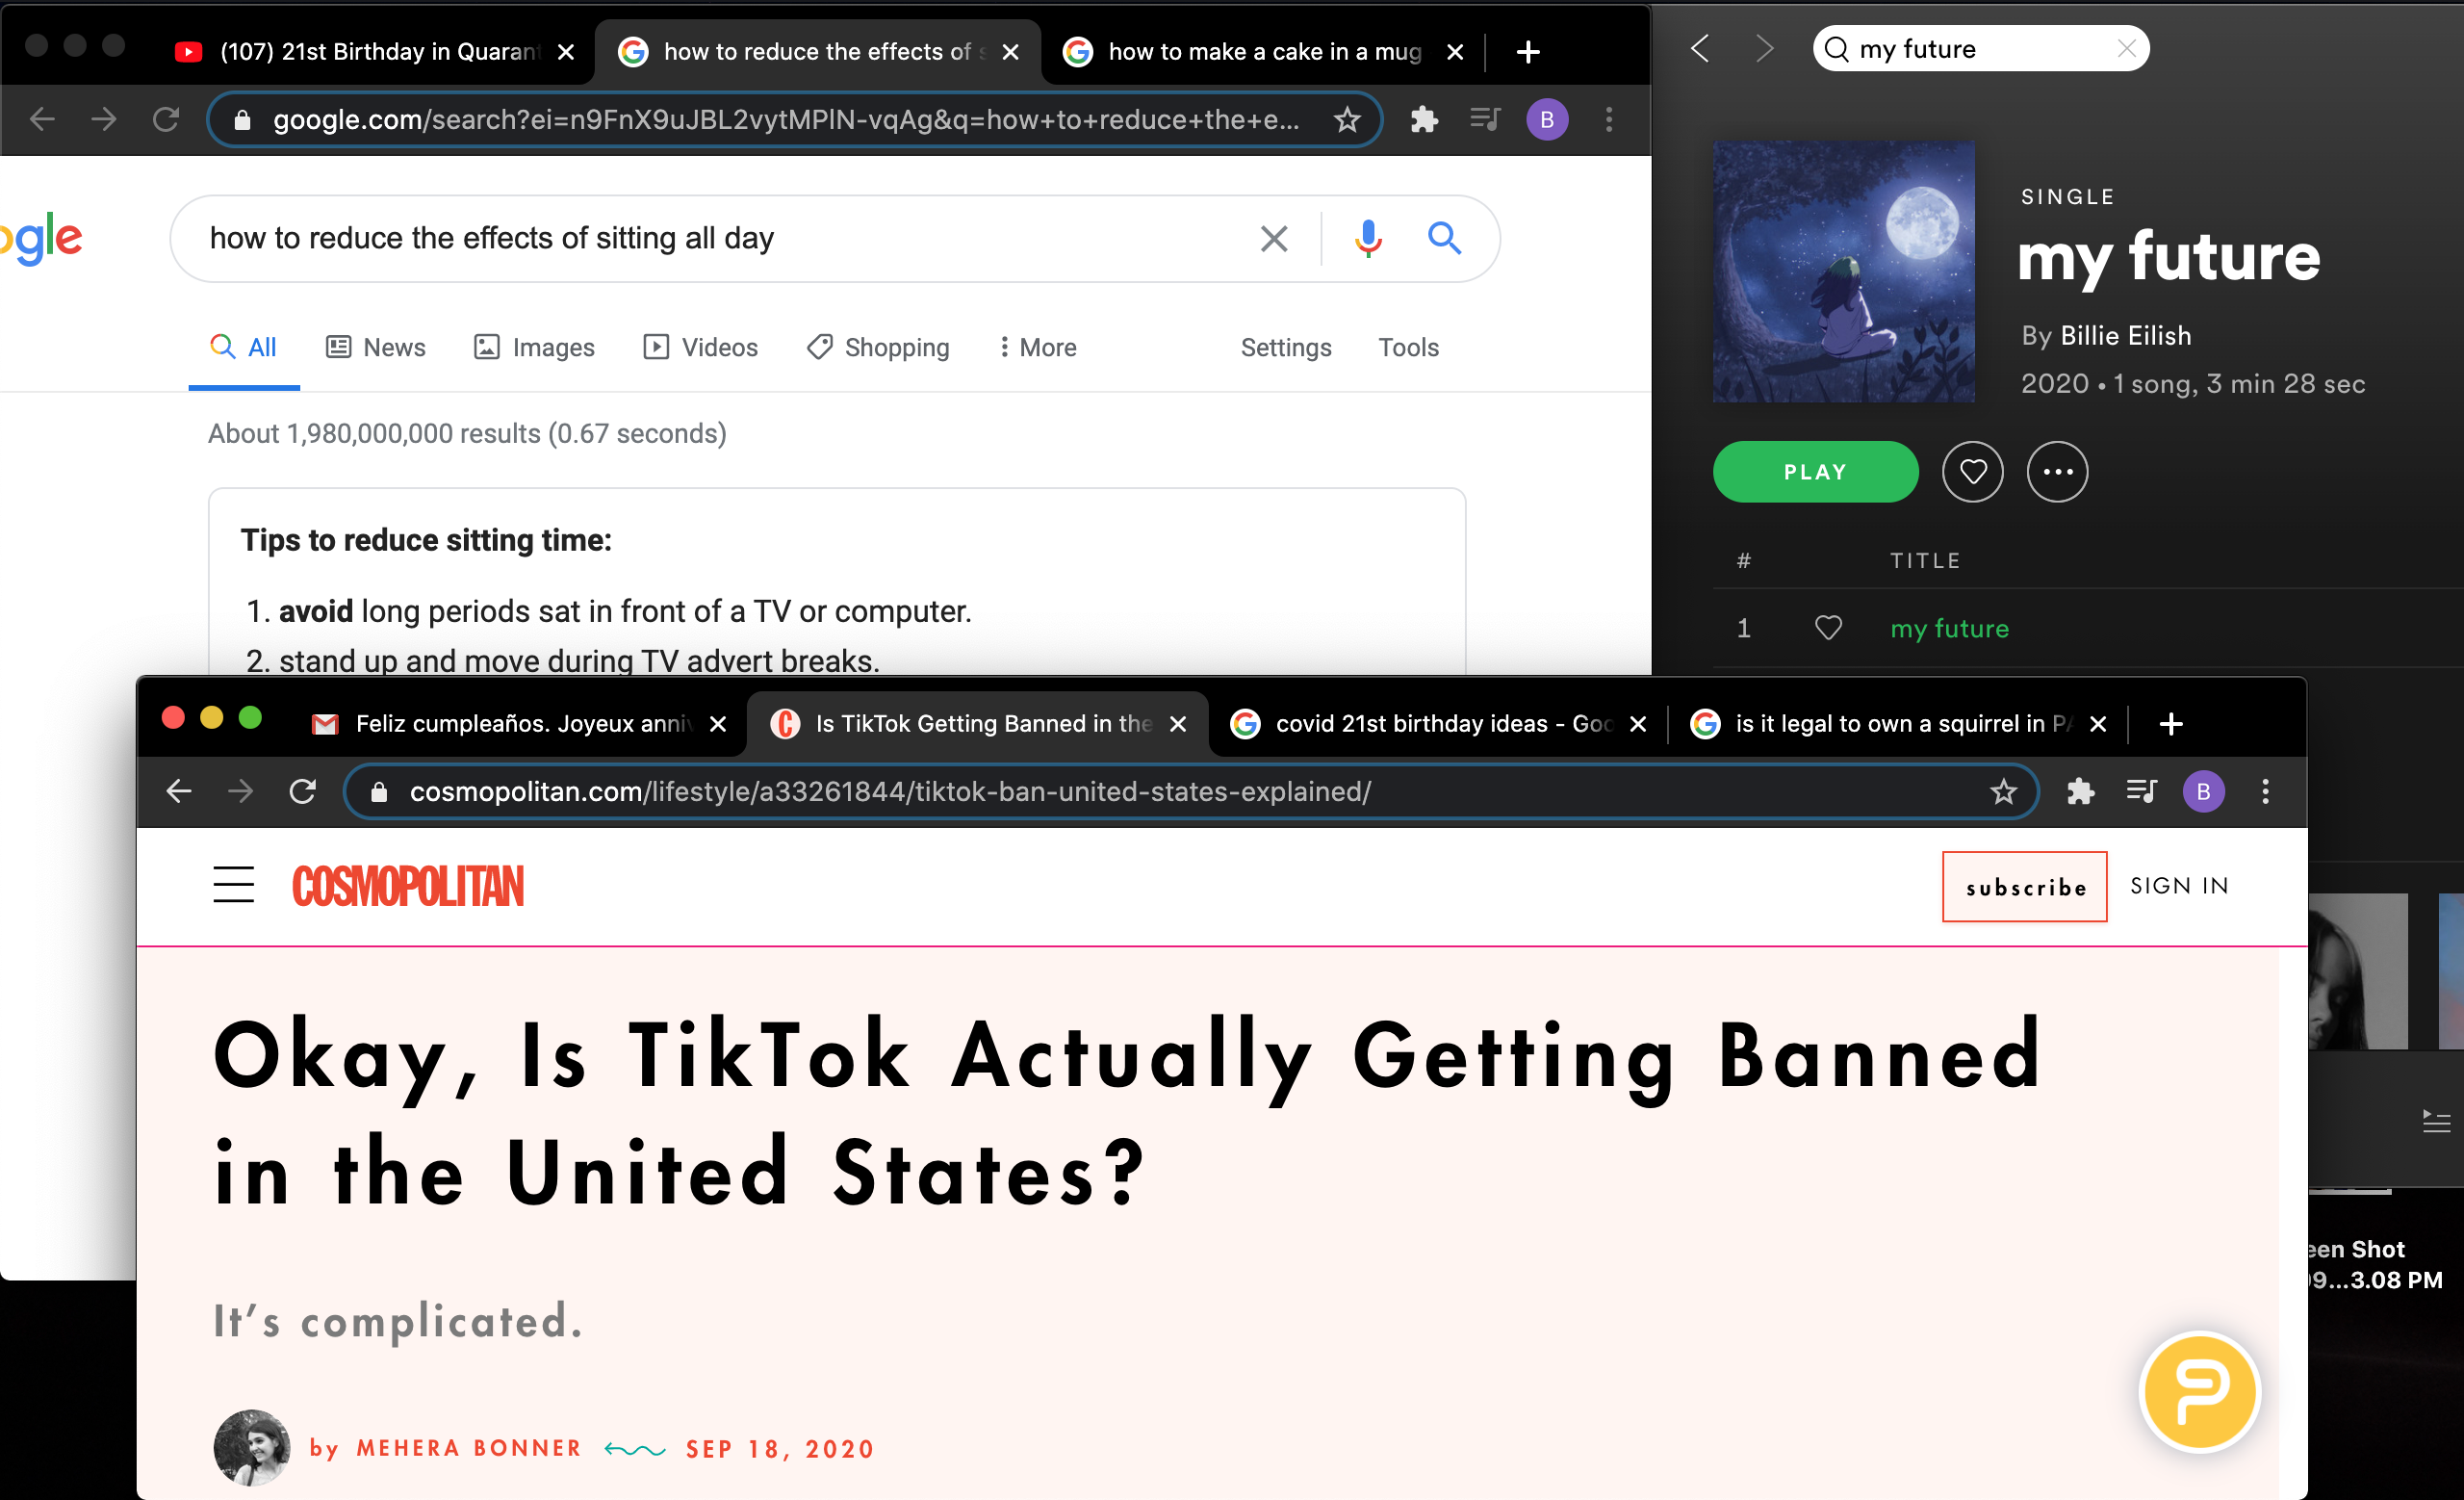 (107) 21st Birthday in Quarant
how to reduce the effects of s
how to make a cake in a mug
google.com/search?ei=n9FnX9uJBL2vytMPlN-vqAg&q=how+to+reduce+the+e...
B
ogle
how to reduce the effects of sitting all day
All
News
Images
Videos
Shopping
More
Settings
Tools
About 1,980,000,000 results (0.67 seconds)
Tips to reduce sitting time:
1. avoid long periods sat in front of a TV or computer.
2. stand up and move during TV advert breaks.
my future
SINGLE
my future
By Billie Eilish
2020 • 1 song, 3 min 28 sec
PLAY
# TITLE
1 my future
Feliz cumpleaños. Joyeux anniv
Is TikTok Getting Banned in the
covid 21st birthday ideas - Goo
is it legal to own a squirrel in PA
cosmopolitan.com/lifestyle/a33261844/tiktok-ban-united-states-explained/
B
COSMOPOLITAN
subscribe
SIGN IN
Okay, Is TikTok Actually Getting Banned
in the United States?
It's complicated.
by MEHERA BONNER
SEP 18, 2020
een Shot
09...3.08 PM